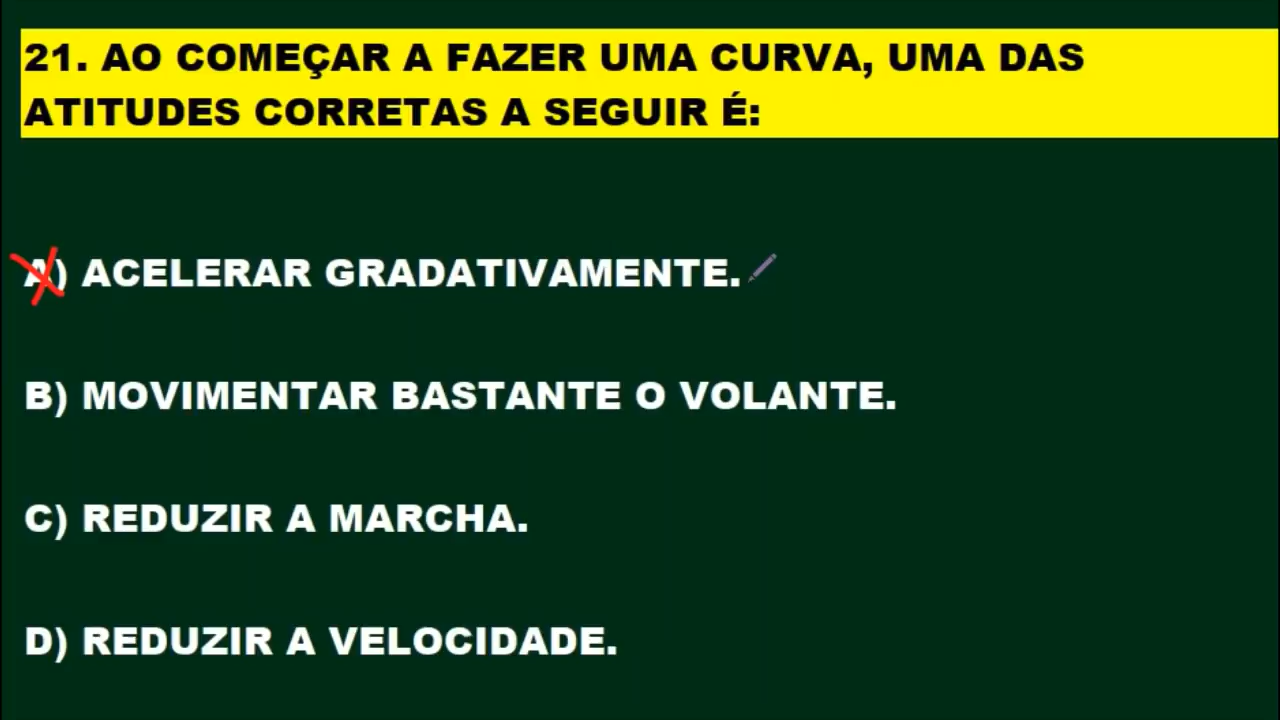 21. AO COMEÇAR A FAZER UMA CURVA, UMA DAS
ATITUDES CORRETAS A SEGUIR É:
A) ACELERAR GRADATIVAMENTE.
B) MOVIMENTAR BASTANTE O VOLANTE.
C) REDUZIR A MARCHA.
D) REDUZIR A VELOCIDADE.